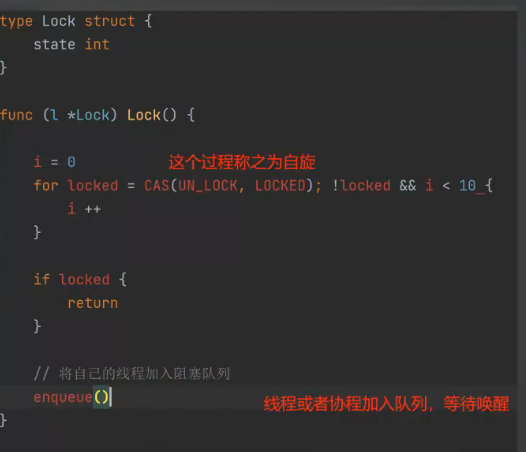 type Lock struct {
    state int
}
func (l *Lock) Lock() {
    i = 0 这个过程称之为自旋
    for locked = CAS(UN_LOCK, LOCKED); !locked && i < 10_{
        i ++
    }
    if locked {
        return
    }
    // 将自己的线程加入阻塞队列
    enqueue()
线程或者协程加入队列，等待唤醒
}